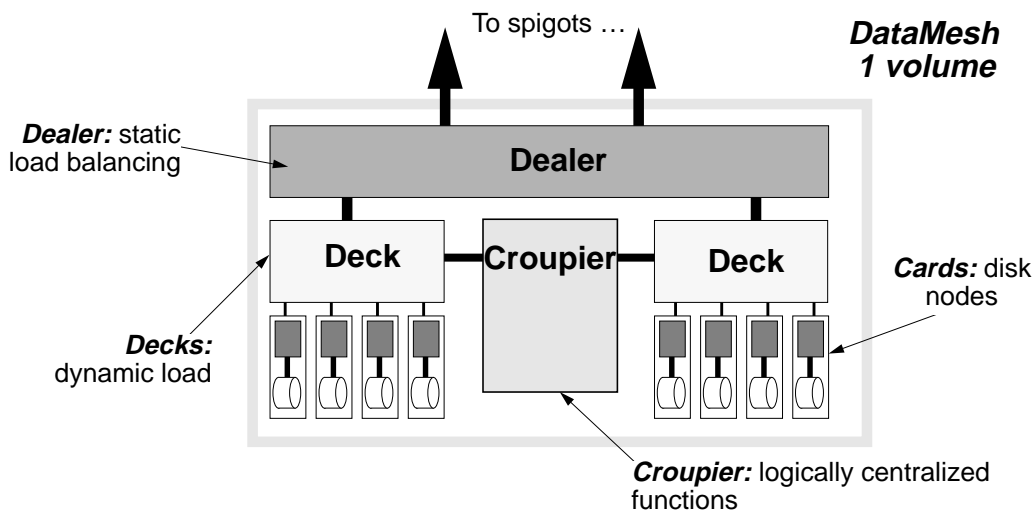 To spigots …
DataMesh
1 volume
Dealer: static
load balancing
Dealer
Deck
Croupier
Deck
Cards: disk
nodes
Decks:
dynamic load
Croupier: logically centralized
functions